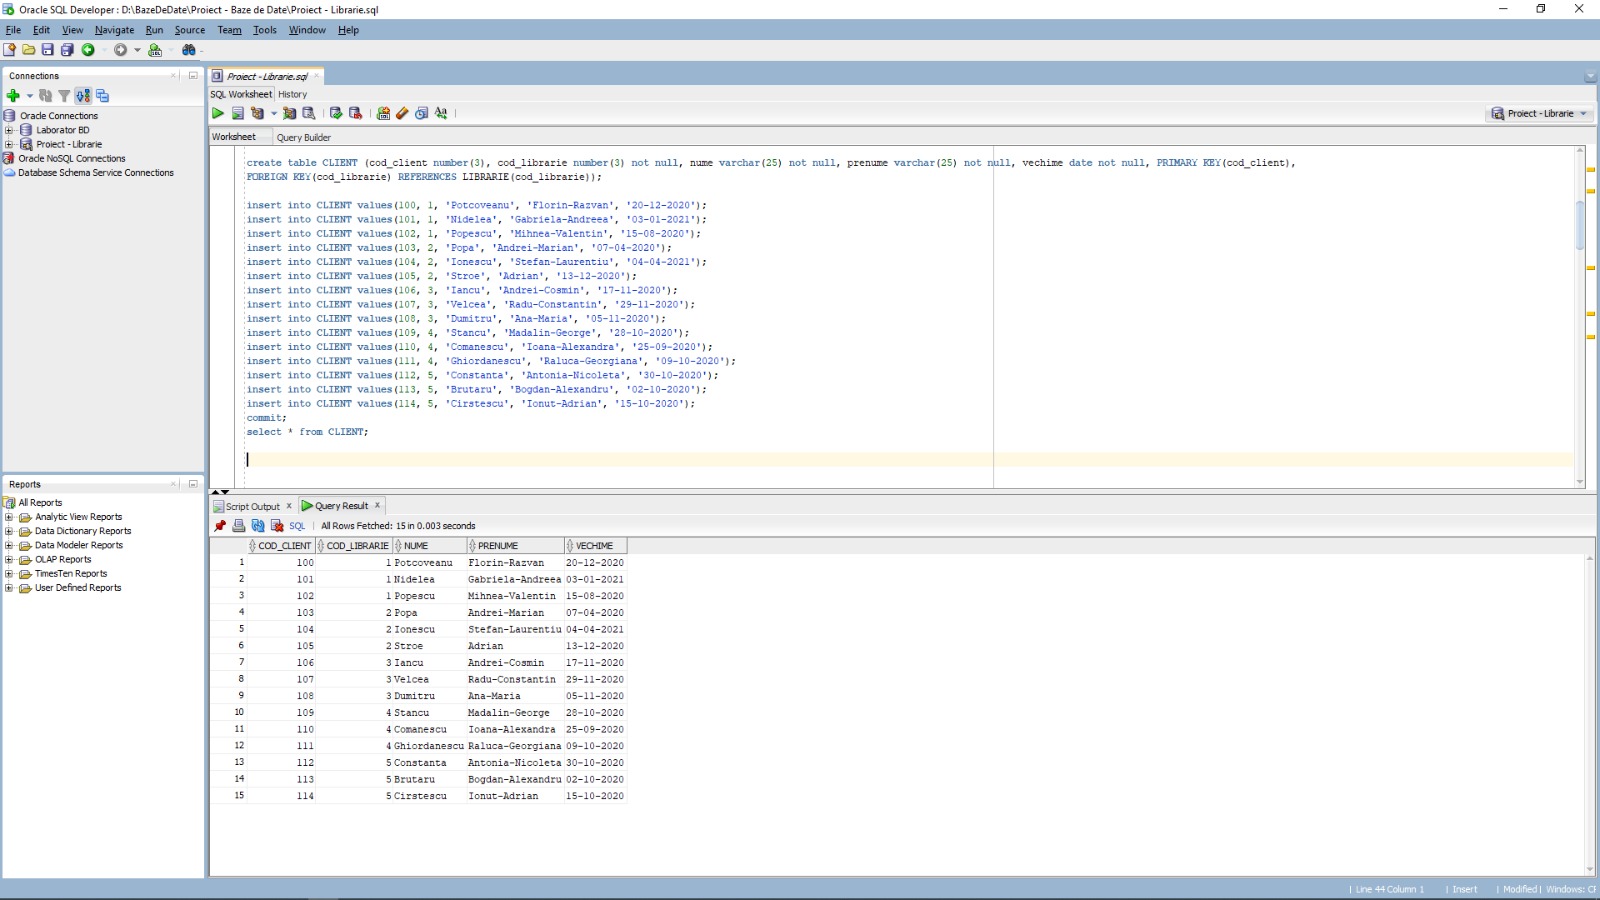 Oracle SQL Developer : D:\BazeDeDate\Proiect - Baze de Date\Proiect - Librarie.sql
File Edit View Navigate Run Source Team Tools Window Help
Connections
Oracle Connections
Laborator BD
Proiect - Librarie
Oracle NoSQL Connections
Database Schema Service Connections
Reports
All Reports
Analytic View Reports
Data Dictionary Reports
Data Modeler Reports
OLAP Reports
TimesTen Reports
User Defined Reports
Proiect - Librarie.sql
SQL Worksheet History
Proiect - Librarie
Worksheet Query Builder
create table CLIENT (cod_client number(3), cod_librarie number(3) not null, nume varchar(25) not null, prenume varchar(25) not null, vechime date not null, PRIMARY KEY(cod_client),
FOREIGN KEY(cod_librarie) REFERENCES LIBRARIE(cod_librarie));
insert into CLIENT values(100, 1, 'Potcoveanu', 'Florin-Razvan', '20-12-2020');
insert into CLIENT values(101, 1, 'Nidelea', 'Gabriela-Andreea', '03-01-2021');
insert into CLIENT values(102, 1, 'Popescu', 'Mihnea-Valentin', '15-08-2020');
insert into CLIENT values(103, 2, 'Popa', 'Andrei-Marian', '07-04-2020');
insert into CLIENT values(104, 2, 'Ionescu', 'Stefan-Laurentiu', '04-04-2021');
insert into CLIENT values(105, 2, 'Stroe', 'Adrian', '13-12-2020');
insert into CLIENT values(106, 3, 'Iancu', 'Andrei-Cosmin', '17-11-2020');
insert into CLIENT values(107, 3, 'Velcea', 'Radu-Constantin', '29-11-2020');
insert into CLIENT values(108, 3, 'Dumitru', 'Ana-Maria', '05-11-2020');
insert into CLIENT values(109, 4, 'Stancu', 'Madalin-George', '28-10-2020');
insert into CLIENT values(110, 4, 'Comanescu', 'Ioana-Alexandra', '25-09-2020');
insert into CLIENT values(111, 4, 'Ghiordanescu', 'Raluca-Georgiana', '09-10-2020');
insert into CLIENT values(112, 5, 'Constanta', 'Antonia-Nicoleta', '30-10-2020');
insert into CLIENT values(113, 5, 'Brutaru', 'Bogdan-Alexandru', '02-10-2020');
insert into CLIENT values(114, 5, 'Cirstescu', 'Ionut-Adrian', '15-10-2020');
commit;
select * from CLIENT;
Script Output Query Result
SQL All Rows Fetched: 15 in 0.003 seconds
COD_CLIENT COD_LIBRARIE NUME PRENUME VECHIME
1 100 1 Potcoveanu Florin-Razvan 20-12-2020
2 101 1 Nidelea Gabriela-Andreea 03-01-2021
3 102 1 Popescu Mihnea-Valentin 15-08-2020
4 103 2 Popa Andrei-Marian 07-04-2020
5 104 2 Ionescu Stefan-Laurentiu 04-04-2021
6 105 2 Stroe Adrian 13-12-2020
7 106 3 Iancu Andrei-Cosmin 17-11-2020
8 107 3 Velcea Radu-Constantin 29-11-2020
9 108 3 Dumitru Ana-Maria 05-11-2020
10 109 4 Stancu Madalin-George 28-10-2020
11 110 4 Comanescu Ioana-Alexandra 25-09-2020
12 111 4 Ghiordanescu Raluca-Georgiana 09-10-2020
13 112 5 Constanta Antonia-Nicoleta 30-10-2020
14 113 5 Brutaru Bogdan-Alexandru 02-10-2020
15 114 5 Cirstescu Ionut-Adrian 15-10-2020
Line 44 Column 1 | Insert | Modified | Windows: CF